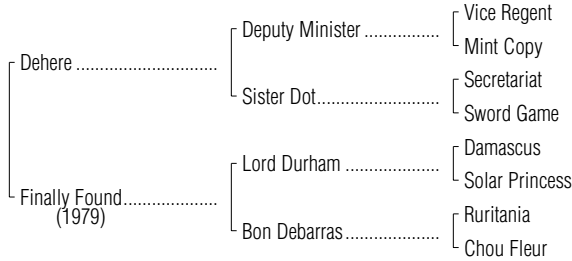 Vice Regent
Deputy Minister ..................
Mint Copy
Dehere ..................................
Secretariat
Sister Dot.............................
Sword Game
Damascus
Lord Durham .......................
Solar Princess
Finally Found......................
(1979)
Ruritania
Bon Debarras......................
Chou Fleur